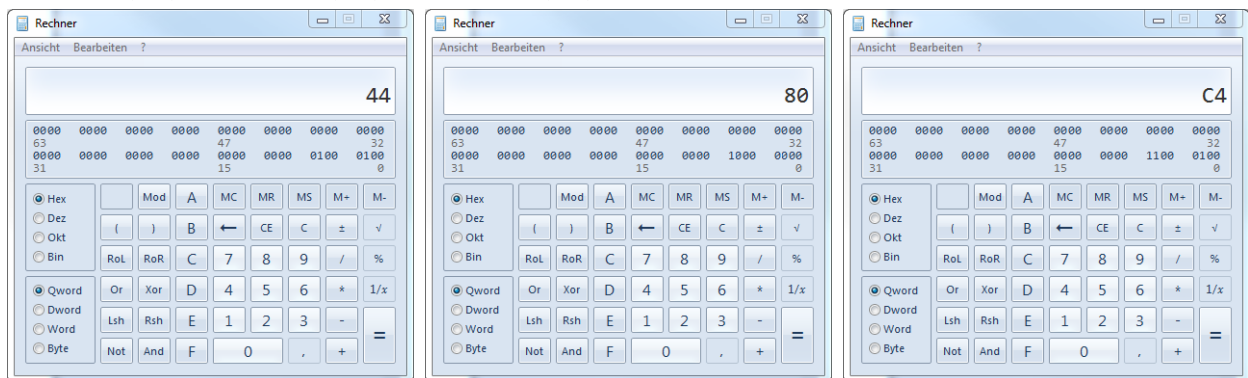 Rechner
Ansicht Bearbeiten ?
44
0000 0000 0000 0000 0000 0000 0000 0000
63 47 32
0000 0000 0000 0000 0000 0000 0100 0100
31 15 0
Hex Mod A MC MR MS M+ M-
Dez
Okt ( ) B ← CE C ± √
Bin RoL RoR C 7 8 9 / %
Qword Or Xor D 4 5 6 * 1/x
Dword
Word Lsh Rsh E 1 2 3 - =
Byte Not And F 0 , +
Rechner
Ansicht Bearbeiten ?
80
0000 0000 0000 0000 0000 0000 0000 0000
63 47 32
0000 0000 0000 0000 0000 0000 1000 0000
31 15 0
Hex Mod A MC MR MS M+ M-
Dez
Okt ( ) B ← CE C ± √
Bin RoL RoR C 7 8 9 / %
Qword Or Xor D 4 5 6 * 1/x
Dword
Word Lsh Rsh E 1 2 3 - =
Byte Not And F 0 , +
Rechner
Ansicht Bearbeiten ?
C4
0000 0000 0000 0000 0000 0000 0000 0000
63 47 32
0000 0000 0000 0000 0000 0000 1100 0100
31 15 0
Hex Mod A MC MR MS M+ M-
Dez
Okt ( ) B ← CE C ± √
Bin RoL RoR C 7 8 9 / %
Qword Or Xor D 4 5 6 * 1/x
Dword
Word Lsh Rsh E 1 2 3 - =
Byte Not And F 0 , +